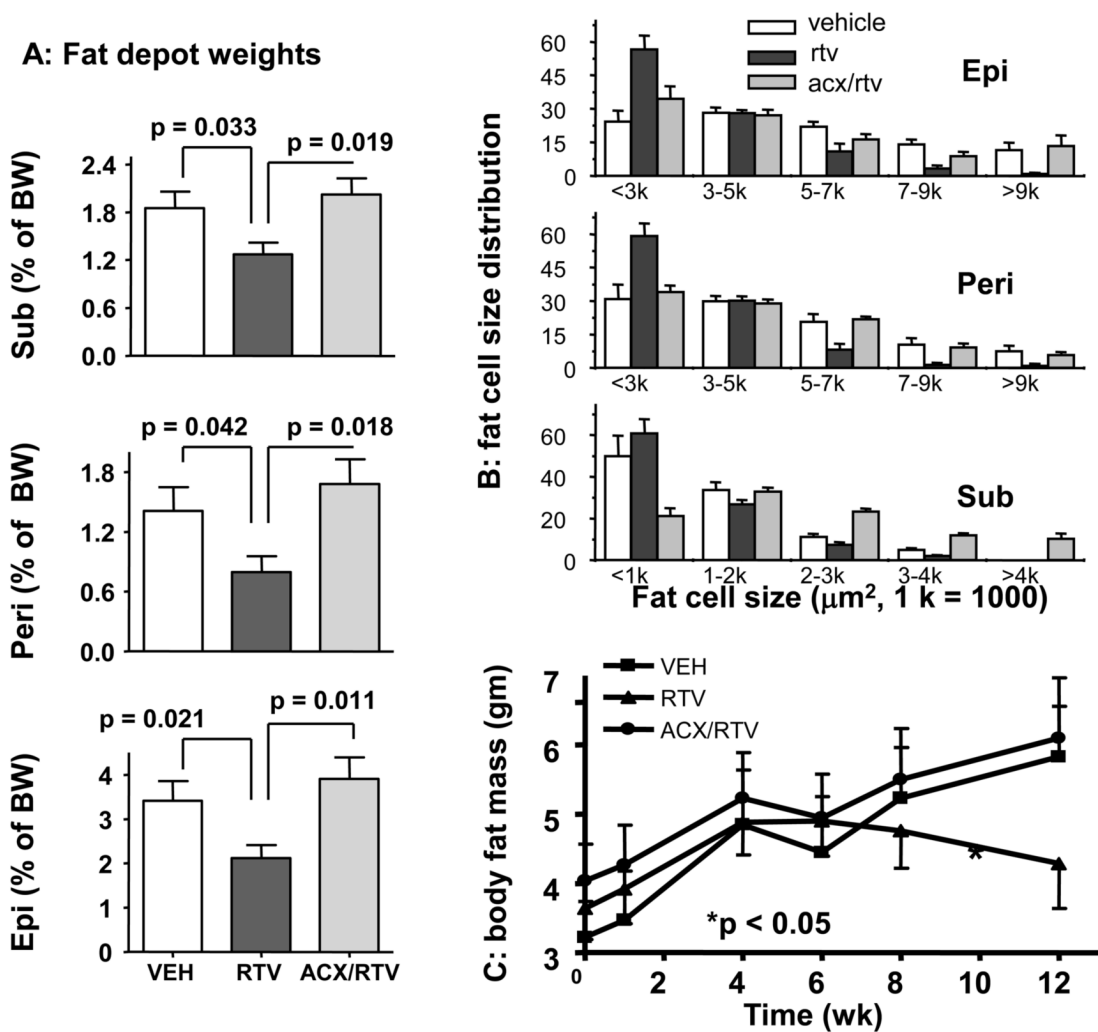 A: Fat depot weights
p = 0.033
p = 0.019
Sub (% of BW)
2.4
1.8
1.2
0.6
0.0
p = 0.042
p = 0.018
Peri (% of BW)
1.8
1.2
0.6
0.0
p = 0.021
p = 0.011
Epi (% of BW)
4
3
2
1
0
VEH RTV ACX/RTV
B: fat cell size distribution
vehicle
rtv
acx/rtv
Epi
60
45
30
15
0
<3k 3-5k 5-7k 7-9k >9k
Peri
60
45
30
15
0
<3k 3-5k 5-7k 7-9k >9k
Sub
60
40
20
0
<1k 1-2k 2-3k 3-4k >4k
Fat cell size (μm², 1 k = 1000)
C: body fat mass (gm)
VEH
RTV
ACX/RTV
7
6
5
4
3
*
*p < 0.05
0 2 4 6 8 10 12
Time (wk)